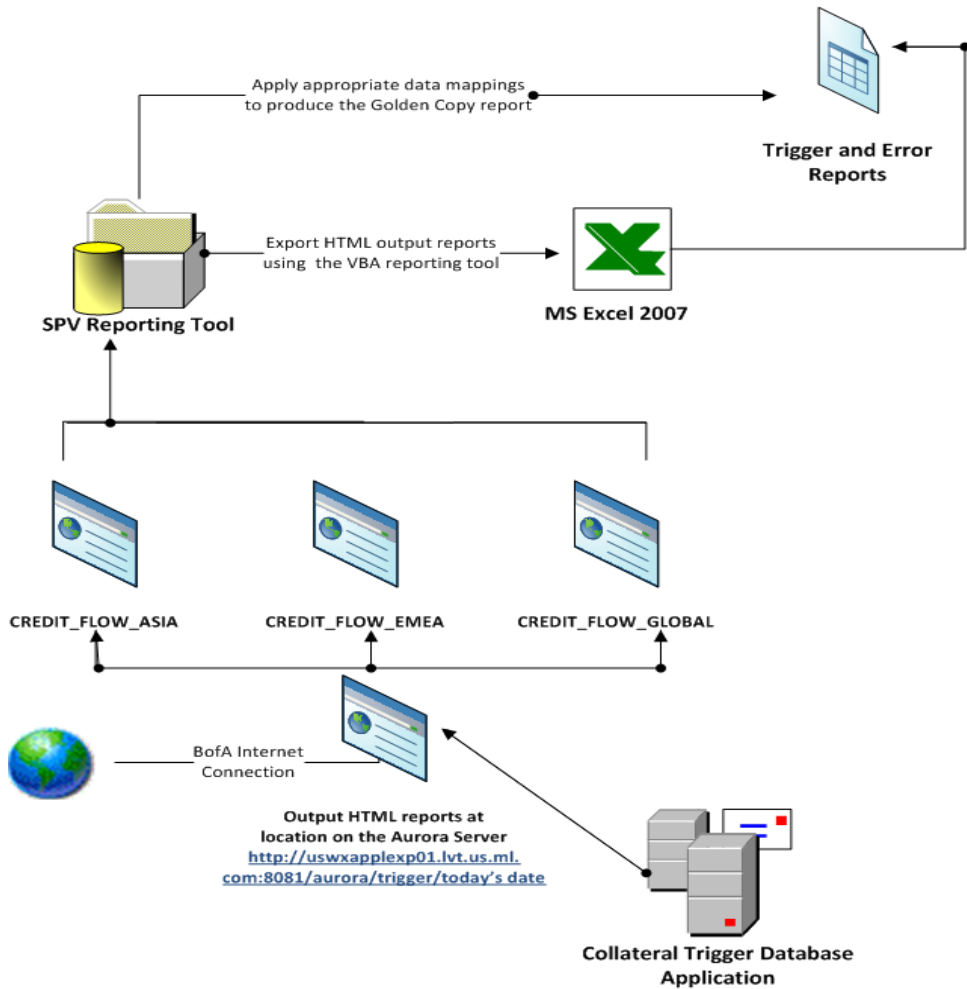 Apply appropriate data mappings
to produce the Golden Copy report
Trigger and Error
Reports
Export HTML output reports
using the VBA reporting tool
SPV Reporting Tool
MS Excel 2007
CREDIT_FLOW_ASIA
CREDIT_FLOW_EMEA
CREDIT_FLOW_GLOBAL
BofA Internet
Connection
Output HTML reports at
location on the Aurora Server
http://uswxapplexp01.lvt.us.ml.
com:8081/aurora/trigger/today's date
Collateral Trigger Database
Application